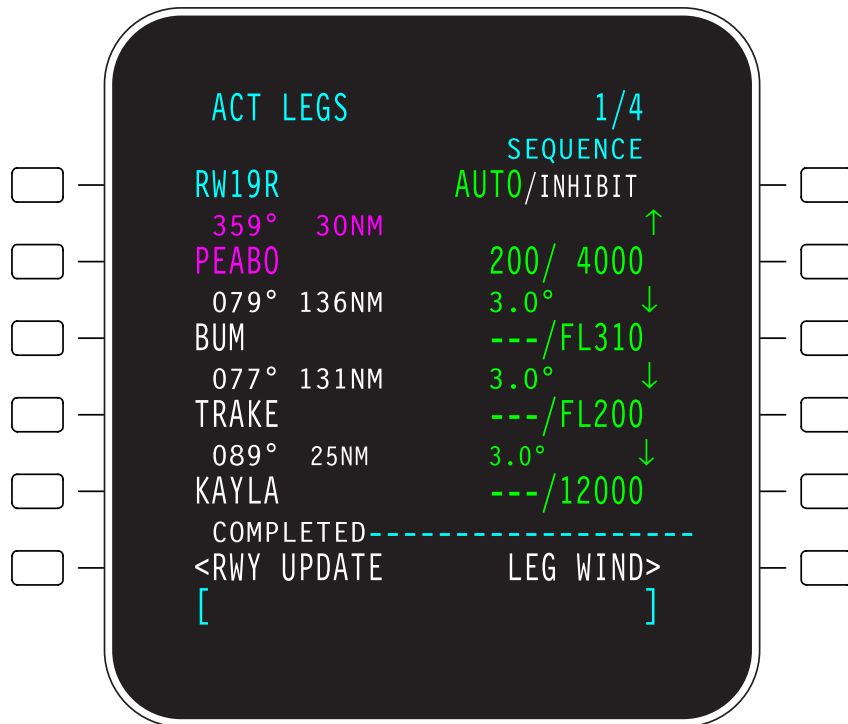 ACT LEGS 1/4
SEQUENCE
RW19R AUTO/INHIBIT
359° 30NM ↑
PEABO 200/ 4000
079° 136NM 3.0° ↓
BUM ---/FL310
077° 131NM 3.0° ↓
TRAKE ---/FL200
089° 25NM 3.0° ↓
KAYLA ---/12000
COMPLETED-------------------
<RWY UPDATE LEG WIND>
[ ]